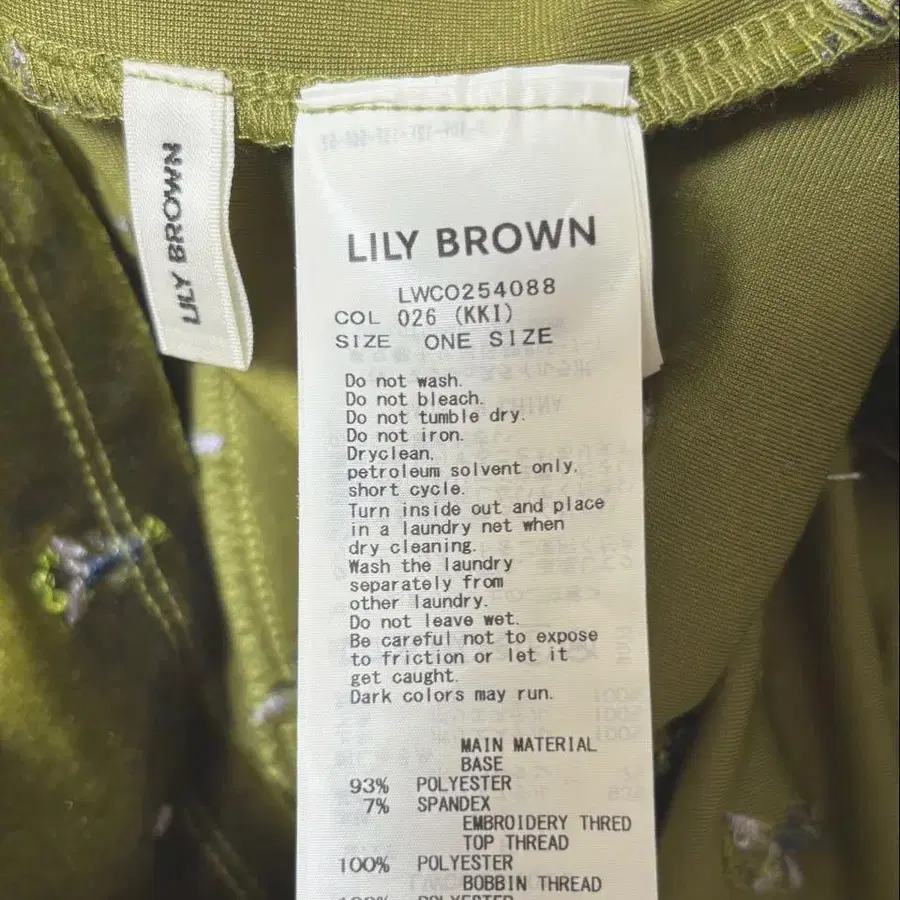 LILY BROWN
LILY BROWN
LWCO254088
COL 026 (KKI)
SIZE ONE SIZE
Do not wash.
Do not bleach.
Do not tumble dry.
Do not iron.
Dryclean.
petroleum solvent only.
short cycle.
Turn inside out and place
in a laundry net when
dry cleaning.
Wash the laundry
separately from
other laundry.
Do not leave wet.
Be careful not to expose
to friction or let it
get caught.
Dark colors may run.
MAIN MATERIAL
BASE
93% POLYESTER
7% SPANDEX
EMBROIDERY THRED
TOP THREAD
100% POLYESTER
BOBBIN THREAD
100% POLYESTER